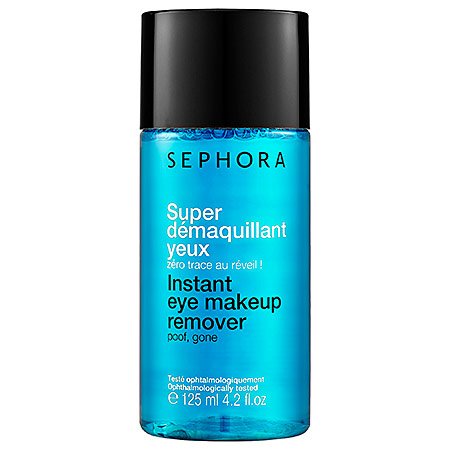 SEPHORA
Super
démaquillant
yeux
zéro trace au réveil !
Instant
eye makeup
remover
poof, gone
Testé ophtalmologiquement
Ophthalmologically tested
℮ 125 ml 4.2 fl.oz